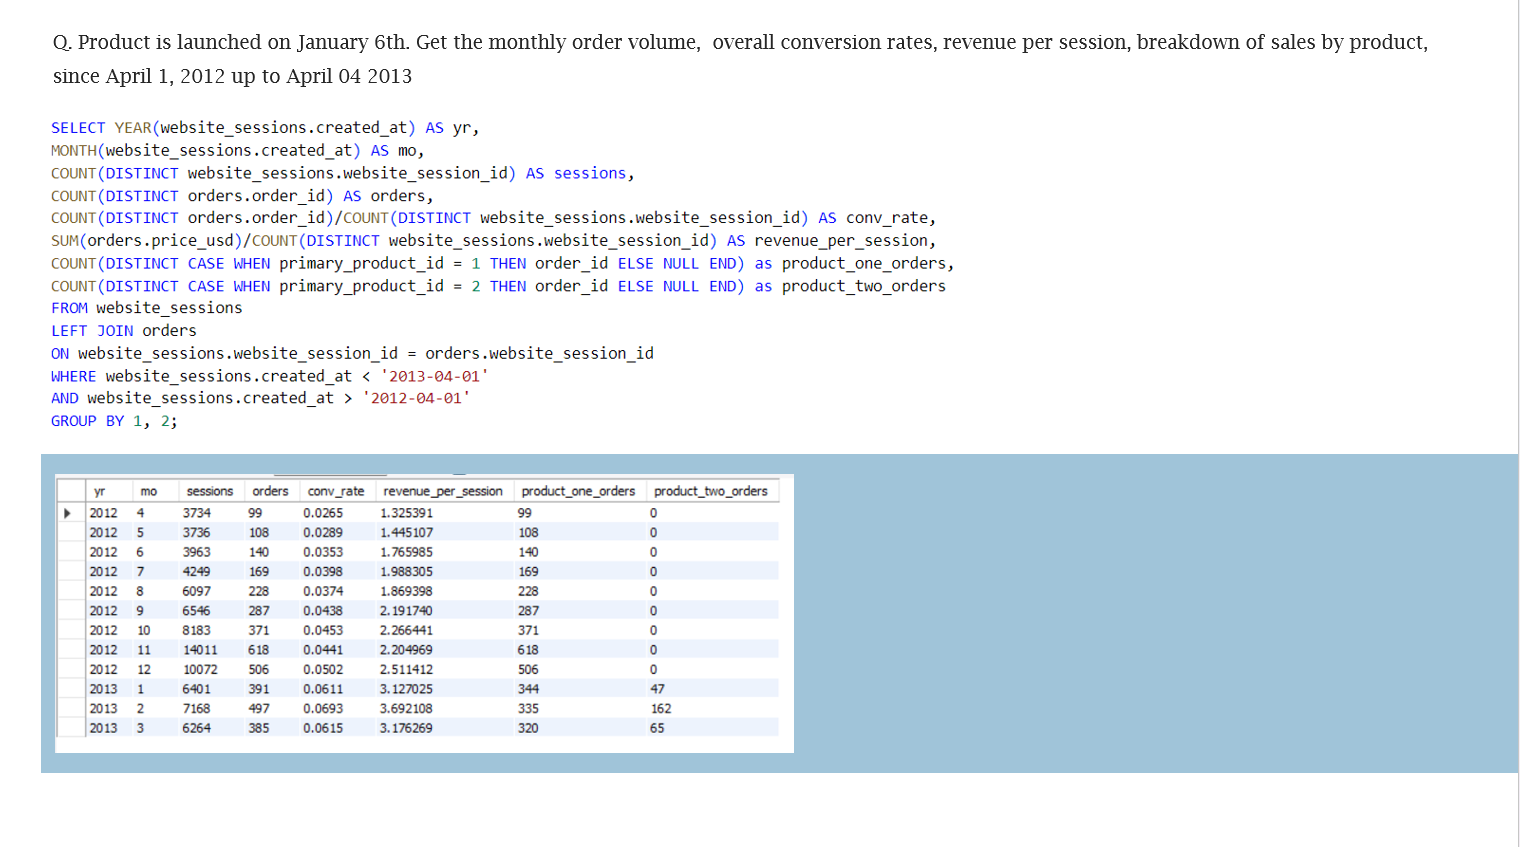 Q. Product is launched on January 6th. Get the monthly order volume,  overall conversion rates, revenue per session, breakdown of sales by product,
since April 1, 2012 up to April 04 2013
SELECT YEAR(website_sessions.created_at) AS yr,
MONTH(website_sessions.created_at) AS mo,
COUNT(DISTINCT website_sessions.website_session_id) AS sessions,
COUNT(DISTINCT orders.order_id) AS orders,
COUNT(DISTINCT orders.order_id)/COUNT(DISTINCT website_sessions.website_session_id) AS conv_rate,
SUM(orders.price_usd)/COUNT(DISTINCT website_sessions.website_session_id) AS revenue_per_session,
COUNT(DISTINCT CASE WHEN primary_product_id = 1 THEN order_id ELSE NULL END) as product_one_orders,
COUNT(DISTINCT CASE WHEN primary_product_id = 2 THEN order_id ELSE NULL END) as product_two_orders
FROM website_sessions
LEFT JOIN orders
ON website_sessions.website_session_id = orders.website_session_id
WHERE website_sessions.created_at < '2013-04-01'
AND website_sessions.created_at > '2012-04-01'
GROUP BY 1, 2;
yr mo sessions orders conv_rate revenue_per_session product_one_orders product_two_orders
2012 4 3734 99 0.0265 1.325391 99 0
2012 5 3736 108 0.0289 1.445107 108 0
2012 6 3963 140 0.0353 1.765985 140 0
2012 7 4249 169 0.0398 1.988305 169 0
2012 8 6097 228 0.0374 1.869398 228 0
2012 9 6546 287 0.0438 2.191740 287 0
2012 10 8183 371 0.0453 2.266441 371 0
2012 11 14011 618 0.0441 2.204969 618 0
2012 12 10072 506 0.0502 2.511412 506 0
2013 1 6401 391 0.0611 3.127025 344 47
2013 2 7168 497 0.0693 3.692108 335 162
2013 3 6264 385 0.0615 3.176269 320 65